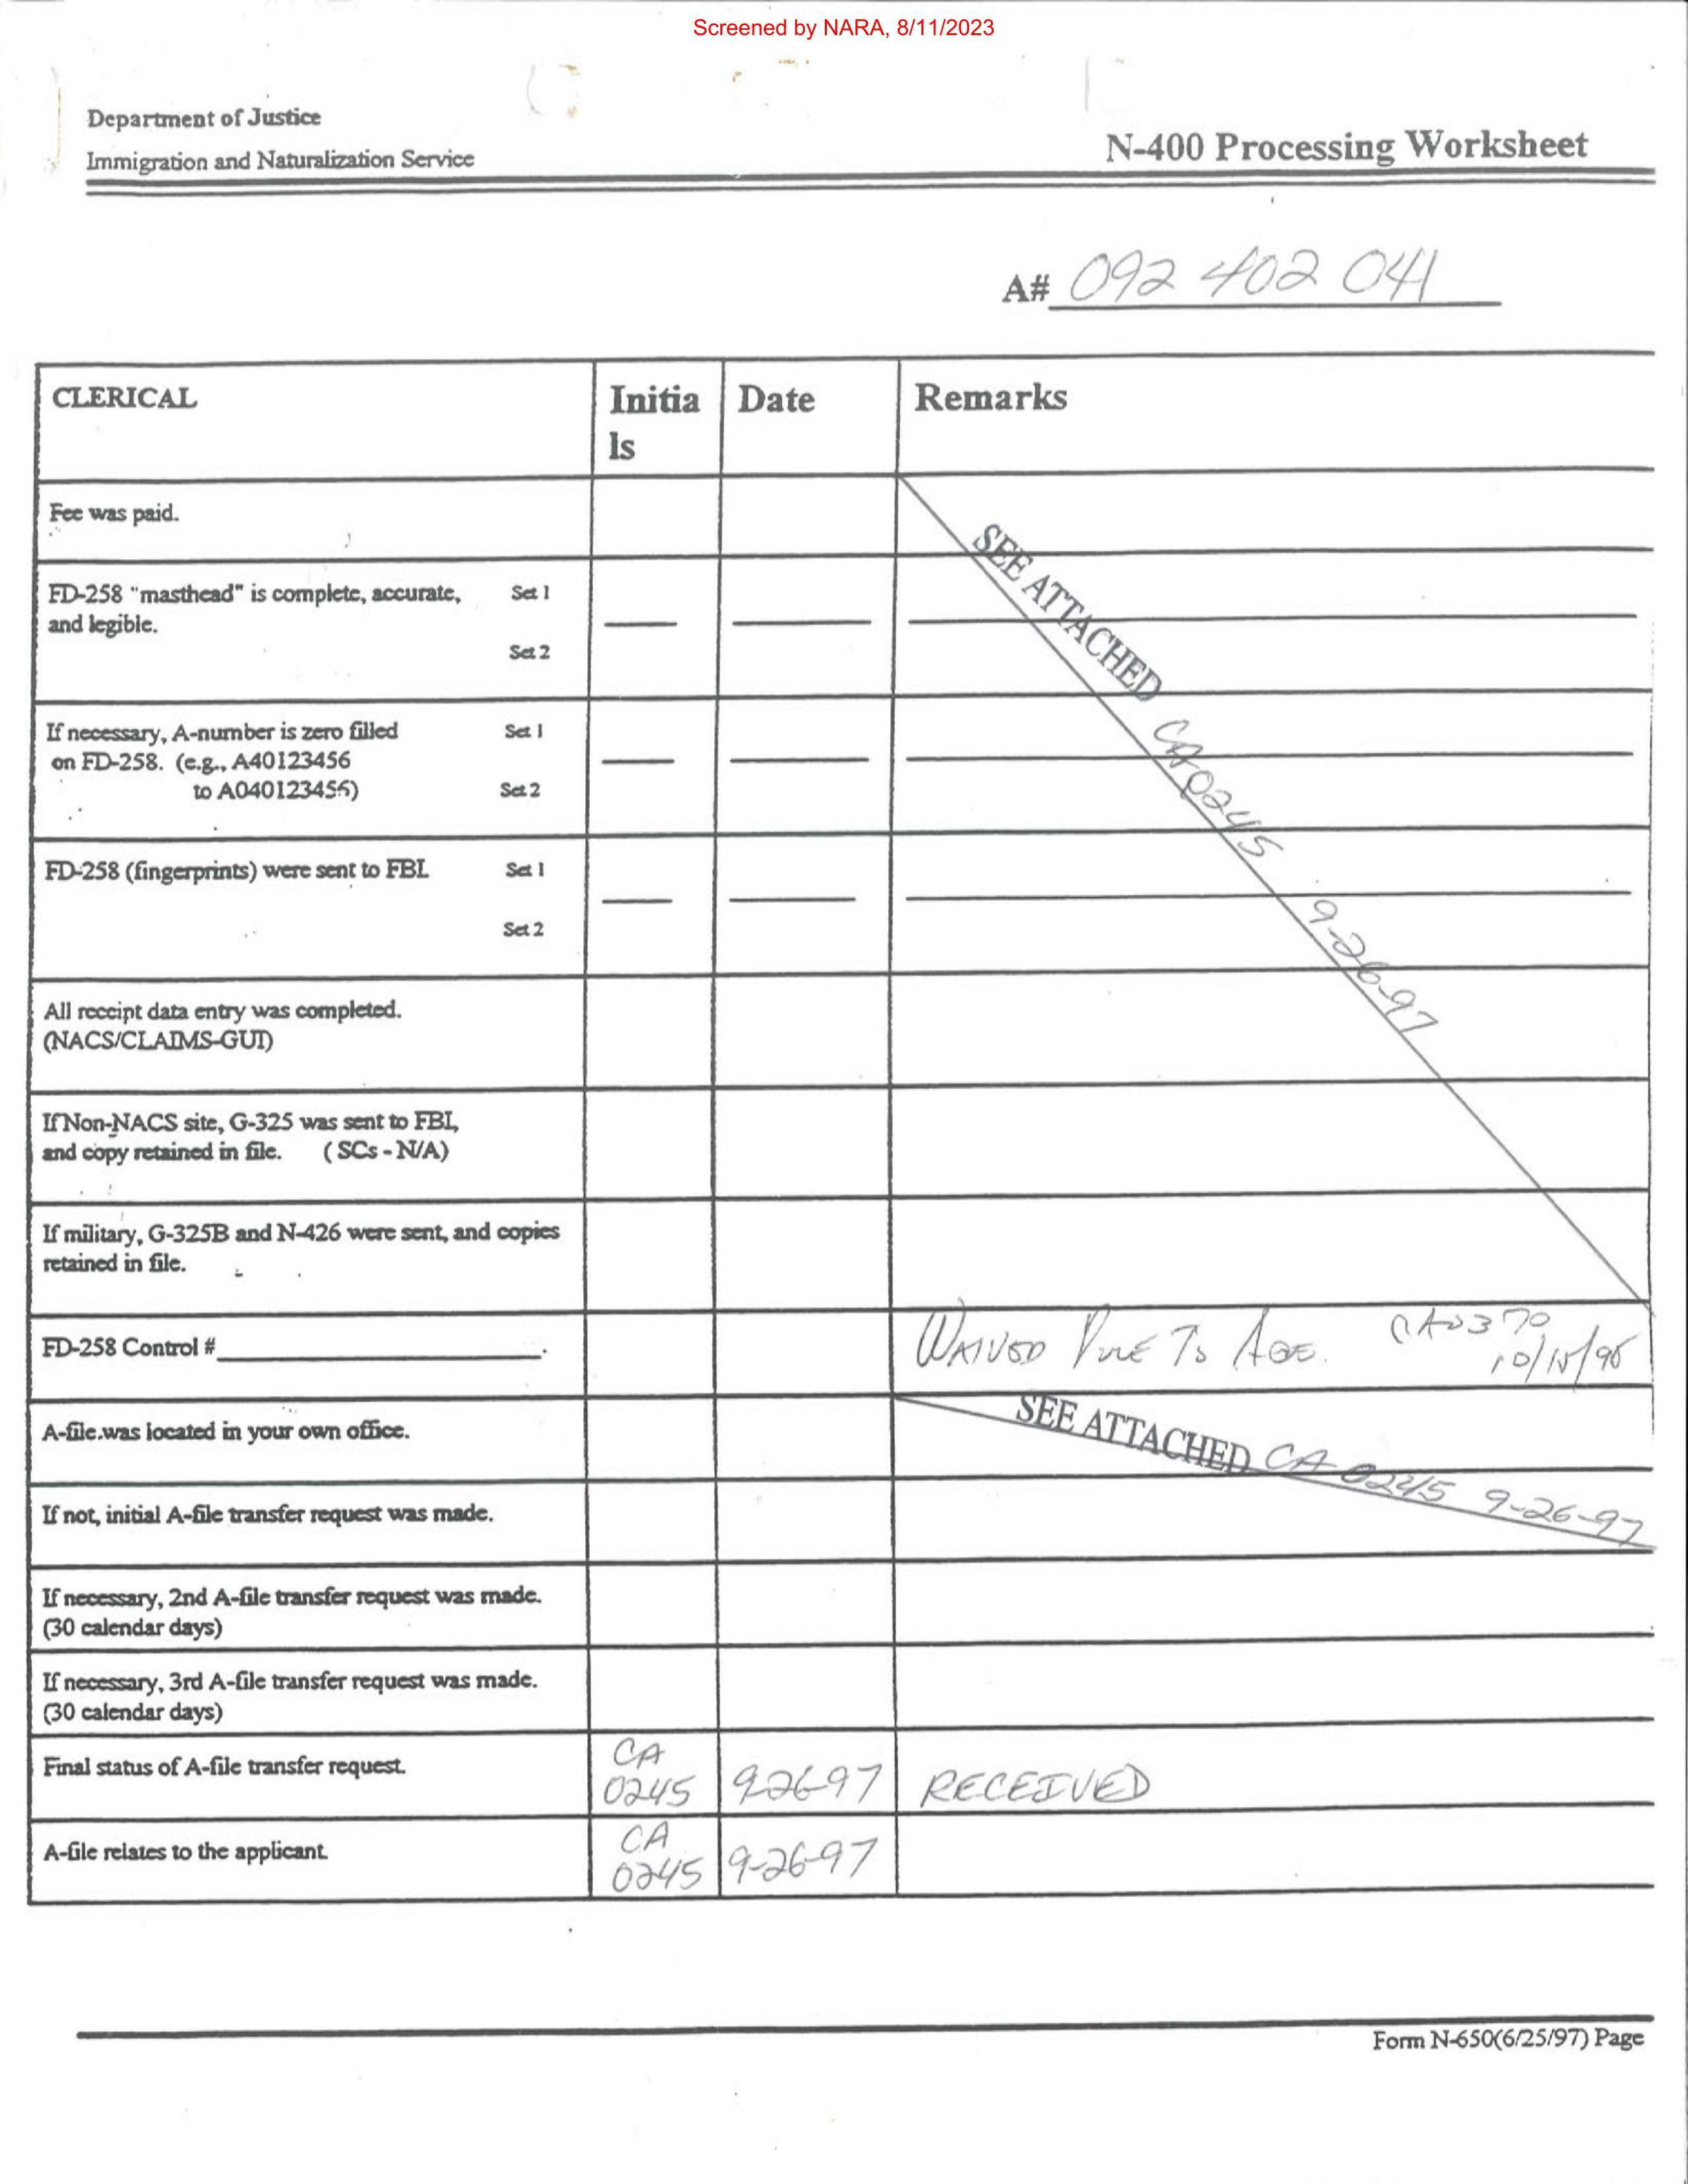 Screened by NARA, 8/11/2023
Department of Justice
Immigration and Naturalization Service
N-400 Processing Worksheet
A# 092 402 041
CLERICAL
Initia
ls
Date
Remarks
Fee was paid.
FD-258 "masthead" is complete, accurate, Set 1
and legible.
Set 2
SEE ATTACHED CA 0245 9-26-97
If necessary, A-number is zero filled Set 1
on FD-258. (e.g., A40123456
to A040123456) Set 2
FD-258 (fingerprints) were sent to FBI. Set 1
Set 2
All receipt data entry was completed.
(NACS/CLAIMS-GUI)
If Non-NACS site, G-325 was sent to FBI,
and copy retained in file. (SCs - N/A)
If military, G-325B and N-426 were sent, and copies
retained in file.
FD-258 Control # . WAIVED DUE TO AGE. CA0370
A-file.was located in your own office.
SEE ATTACHED CA 0245 9-26-97
If not, initial A-file transfer request was made.
If necessary, 2nd A-file transfer request was made.
(30 calendar days)
If necessary, 3rd A-file transfer request was made.
(30 calendar days)
Final status of A-file transfer request.
CA
0245 9-26-97 RECEIVED
A-file relates to the applicant.
CA
0245 9-26-97
Form N-650(6/25/97) Page